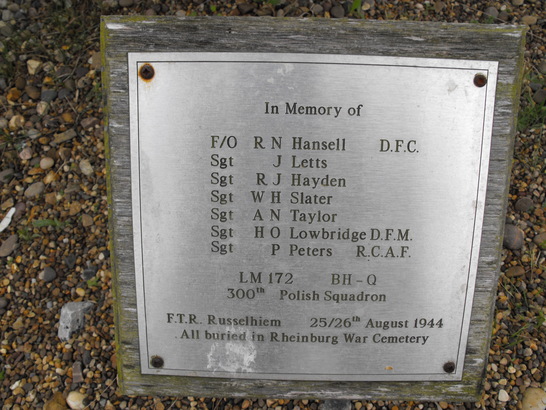 In Memory of
F/O R N Hansell D.F.C.
Sgt J Letts
Sgt R J Hayden
Sgt W H Slater
Sgt A N Taylor
Sgt H O Lowbridge D.F.M.
Sgt P Peters R.C.A.F.
LM 172 BH-Q
300th Polish Squadron
F.T.R. Russelhiem 25/26th August 1944
All buried in Rheinburg War Cemetery